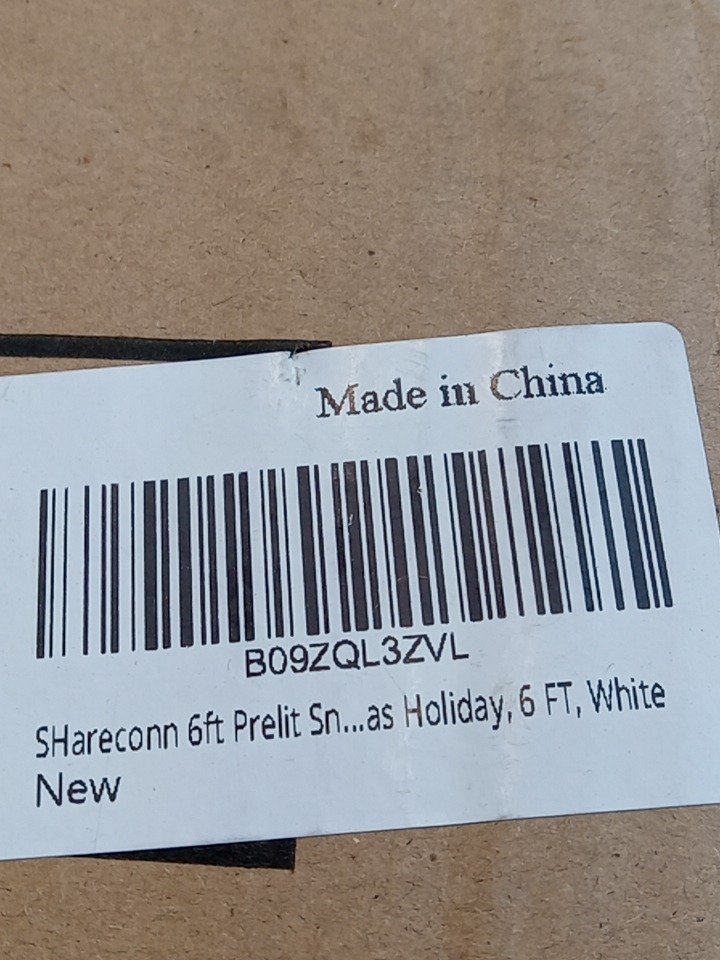 Made in China
B09ZQL3ZVL
SHareconn 6ft Prelit Sn...as Holiday, 6 FT, White
New